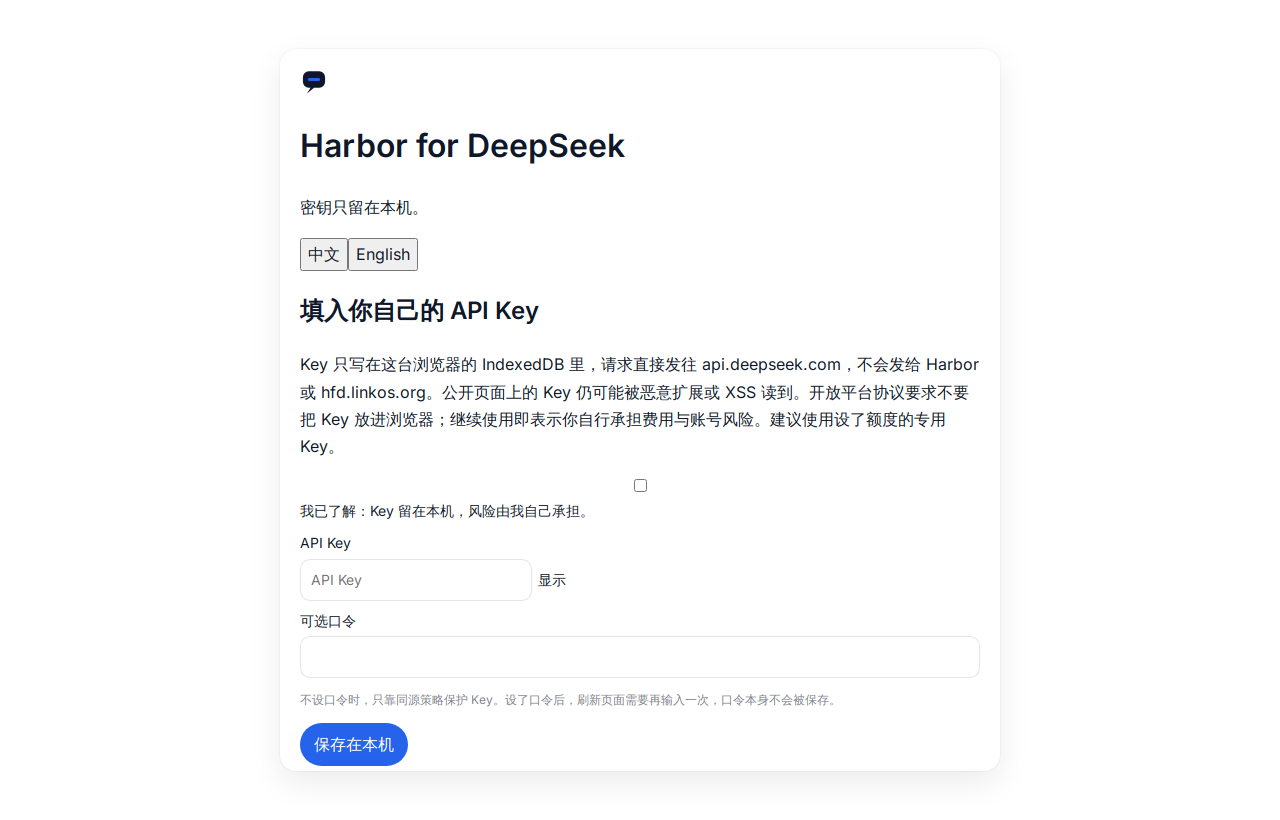 Harbor for DeepSeek
密钥只留在本机。
中文 English
填入你自己的 API Key
Key 只写在这台浏览器的 IndexedDB 里，请求直接发往 api.deepseek.com，不会发给 Harbor
或 hfd.linkos.org。公开页面上的 Key 仍可能被恶意扩展或 XSS 读到。开放平台协议要求不要
把 Key 放进浏览器；继续使用即表示你自行承担费用与账号风险。建议使用设了额度的专用
Key。
我已了解：Key 留在本机，风险由我自己承担。
API Key
API Key 显示
可选口令
不设口令时，只靠同源策略保护 Key。设了口令后，刷新页面需要再输入一次，口令本身不会被保存。
保存在本机